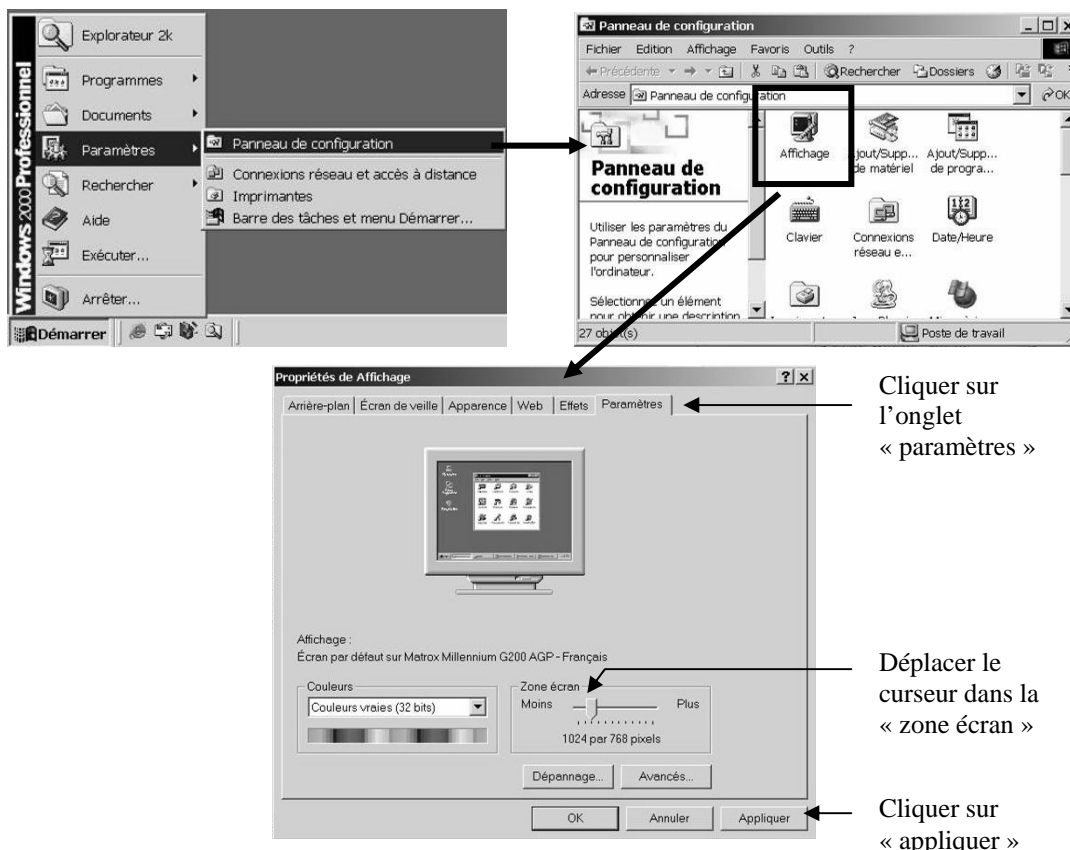 Windows 2000 Professionnel
Explorateur 2k
Programmes
Documents
Paramètres
Rechercher
Aide
Exécuter...
Arrêter...
Démarrer
Panneau de configuration
Connexions réseau et accès à distance
Imprimantes
Barre des tâches et menu Démarrer...
Panneau de configuration
Fichier Edition Affichage Favoris Outils ?
Précédente Rechercher Dossiers
Adresse Panneau de configuration OK
Panneau de
configuration
Utiliser les paramètres du
Panneau de configuration
pour personnaliser
l'ordinateur.
Sélectionnez un élément
pour obtenir une description
Affichage
Ajout/Supp...
de matériel
Ajout/Supp...
de progra...
Clavier
Connexions
réseau e...
Date/Heure
27 objet(s)
Poste de travail
Propriétés de Affichage
Arrière-plan Écran de veille Apparence Web Effets Paramètres
Cliquer sur
l’onglet
« paramètres »
Affichage :
Écran par défaut sur Matrox Millennium G200 AGP - Français
Couleurs
Couleurs vraies (32 bits)
Zone écran
Moins Plus
1024 par 768 pixels
Déplacer le
curseur dans la
« zone écran »
Dépannage... Avancés...
OK Annuler Appliquer
Cliquer sur
« appliquer »